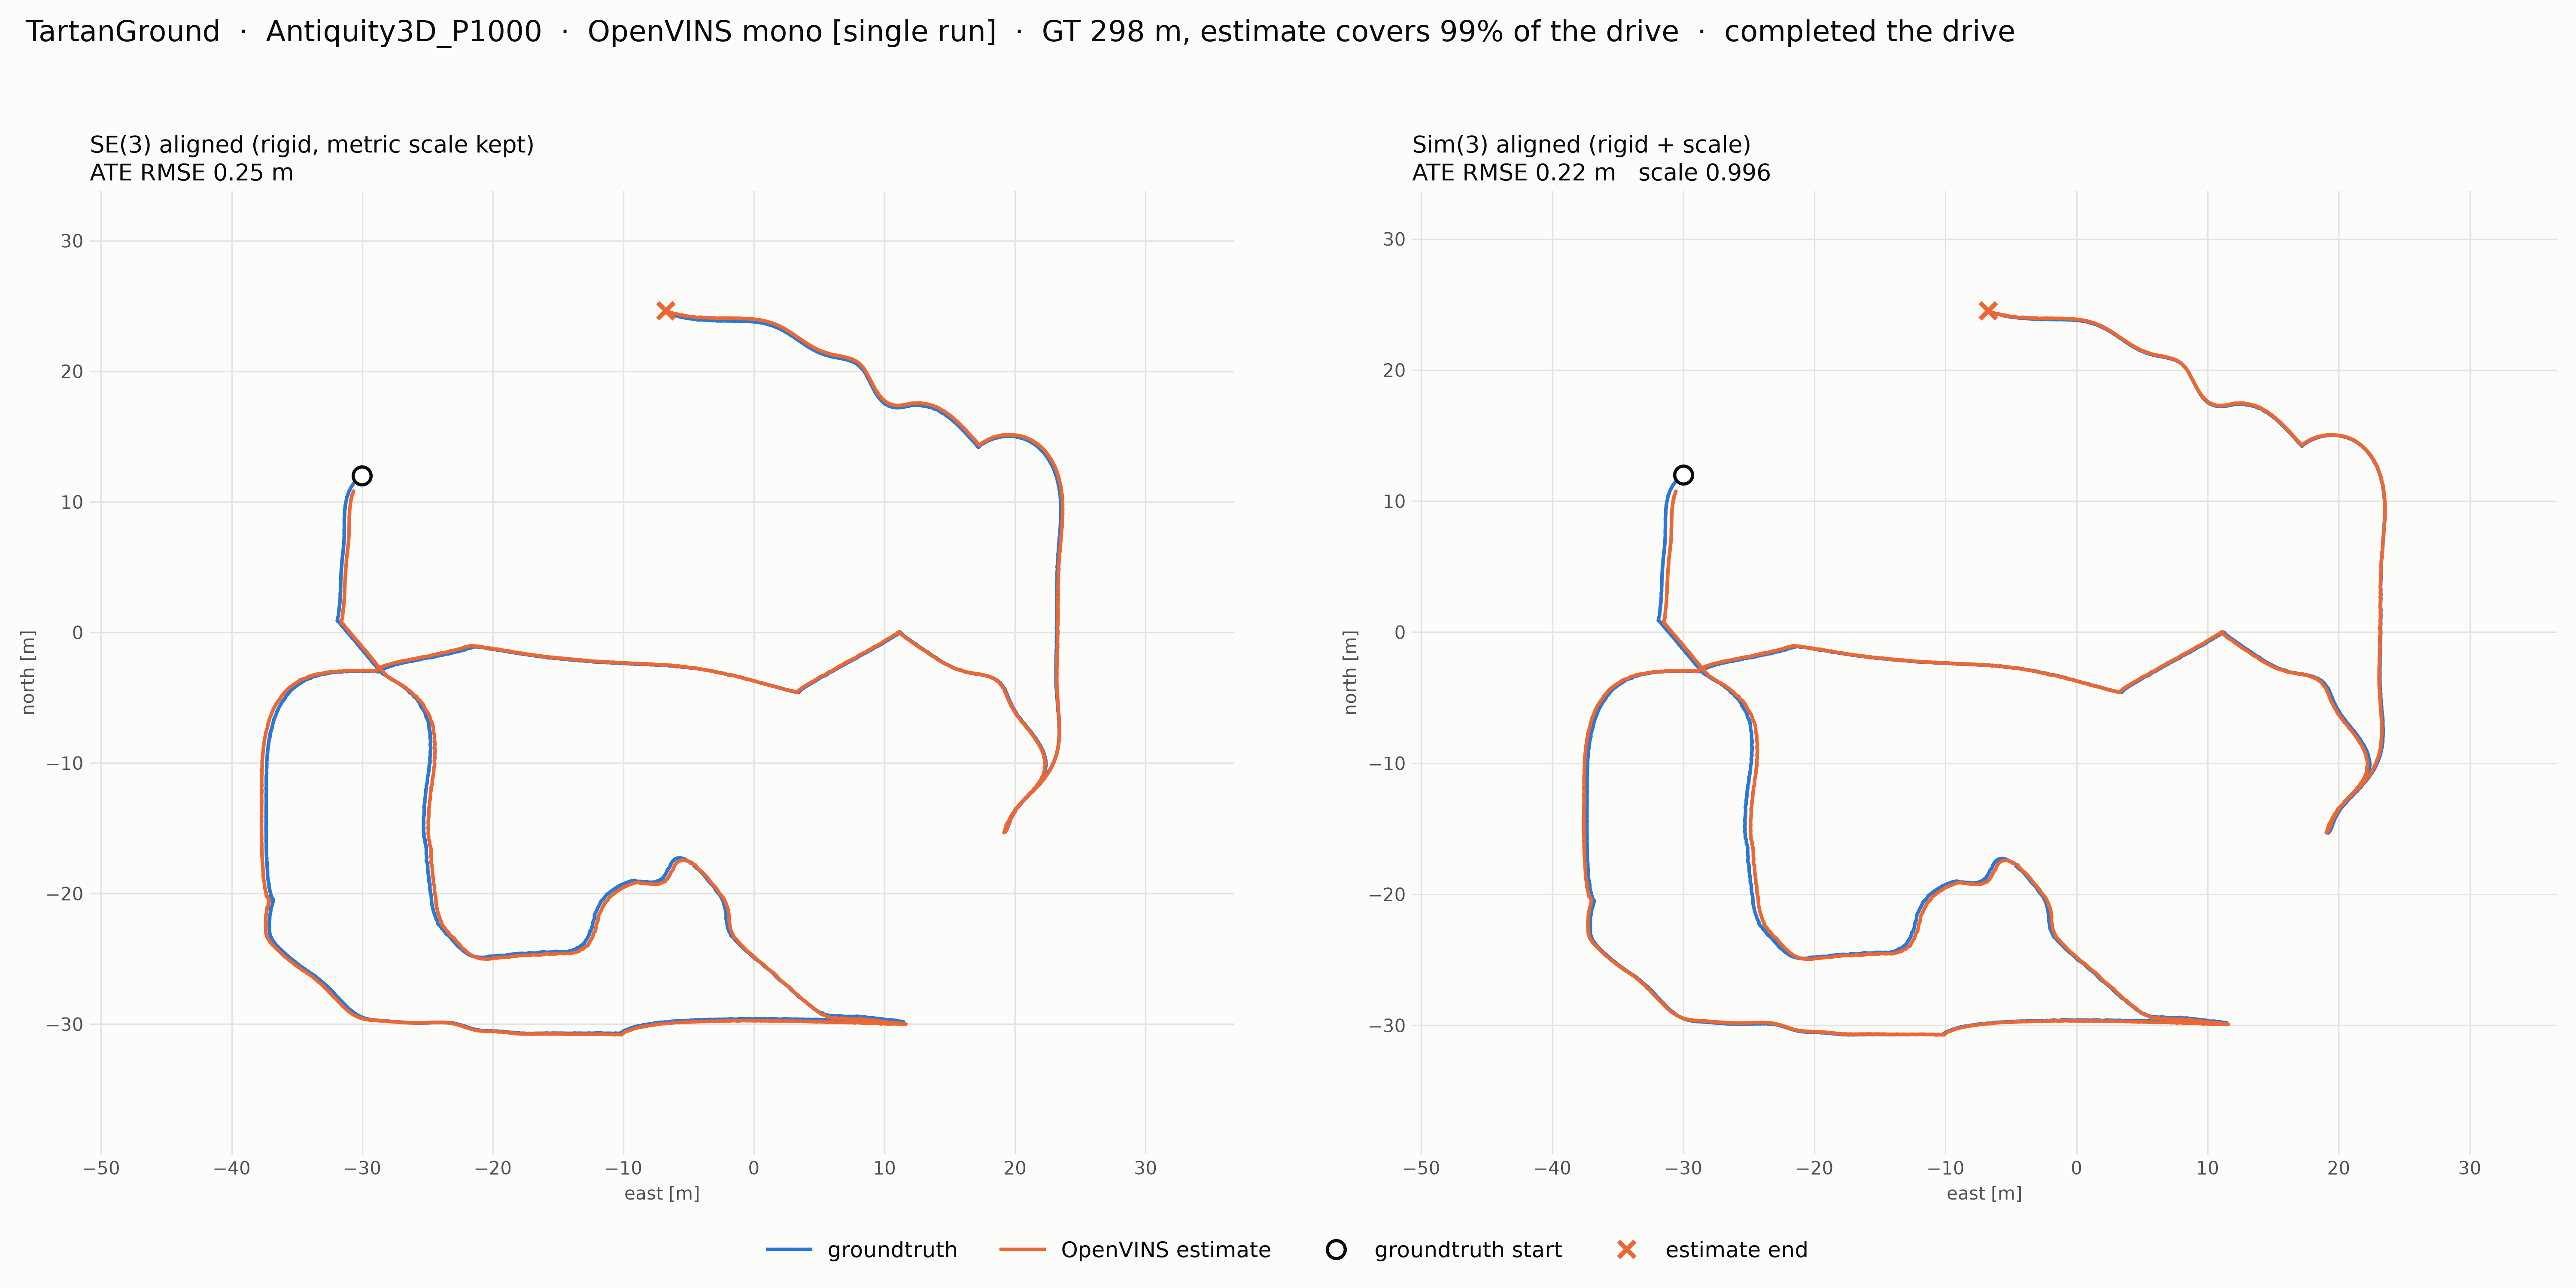 TartanGround · Antiquity3D_P1000 · OpenVINS mono [single run] · GT 298 m, estimate covers 99% of the drive · completed the drive
SE(3) aligned (rigid, metric scale kept)
ATE RMSE 0.25 m
30
20
10
0
−10
−20
−30
north [m]
−50 −40 −30 −20 −10 0 10 20 30
east [m]
Sim(3) aligned (rigid + scale)
ATE RMSE 0.22 m scale 0.996
30
20
10
0
−10
−20
−30
north [m]
−50 −40 −30 −20 −10 0 10 20 30
east [m]
groundtruth OpenVINS estimate groundtruth start estimate end